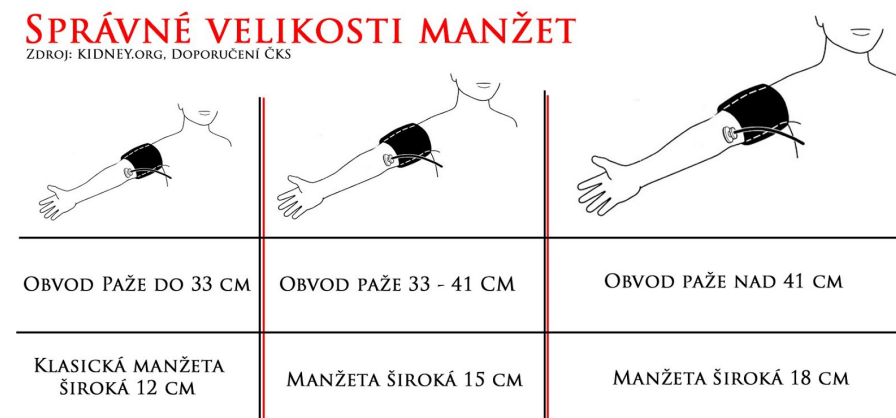 Správné velikosti manžet
Zdroj: KIDNEY.org, Doporučení ČKS
Obvod Paže do 33 cm
Obvod paže 33 - 41 CM
Obvod paže nad 41 cm
Klasická manžeta
široká 12 cm
Manžeta široká 15 cm
Manžeta široká 18 cm